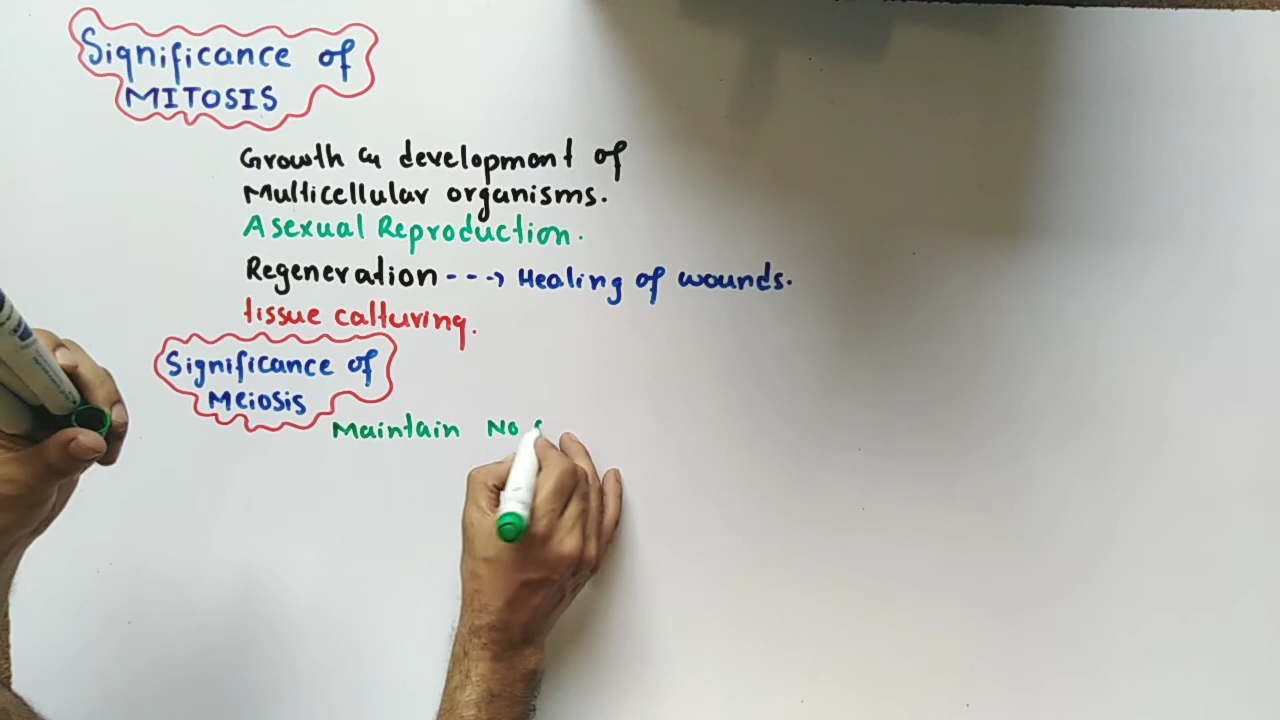 Significance of
MITOSIS
Growth & development of
Multicellular organisms.
Asexual Reproduction.
Regeneration ---> Healing of wounds.
tissue calturing.
Significance of
Meiosis
Maintain No